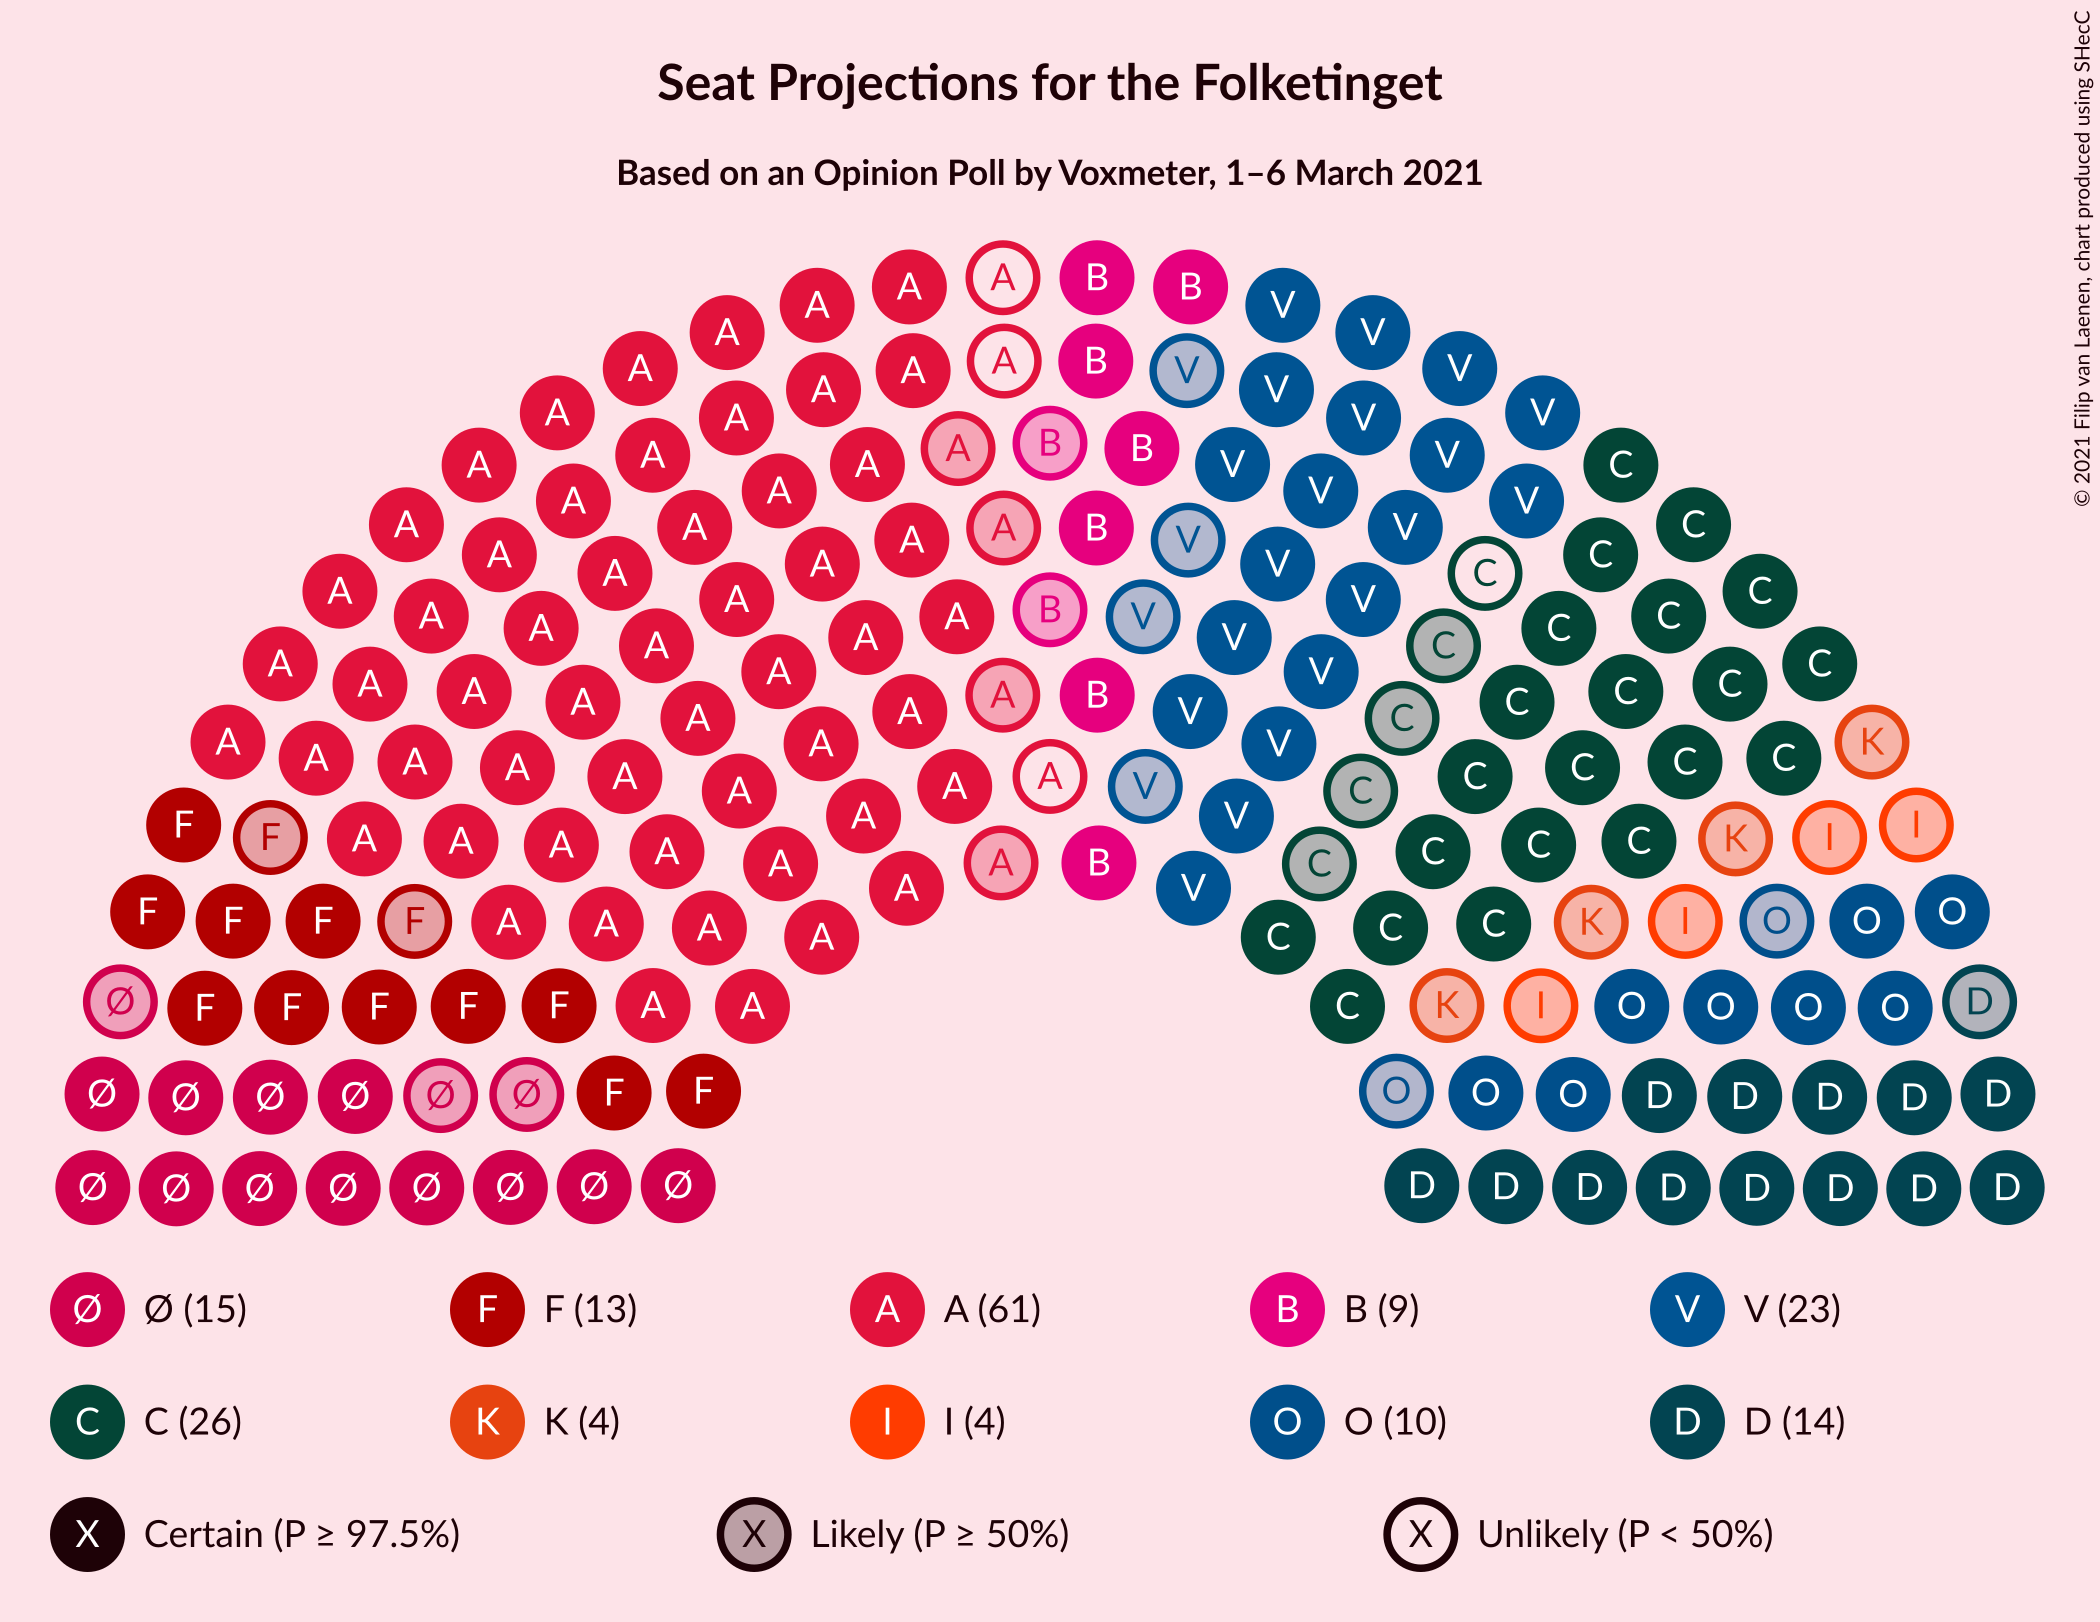 Seat Projections for the Folketinget
Based on an Opinion Poll by Voxmeter, 1–6 March 2021
© 2021 Filip van Laenen, chart produced using SHecC
A A A B B V
A A V V
A A A B V V V
A A V V
A A A B B V V V C
A A V V
A A A A B V V C C
A A A V V C C
A A A A B V V V C C C
A A A V C C
A A A A A B V V C C C C
A A A A B V V C C C C
A A A A A A V V C C C C C K
F F A A A A A A V V C C C C K I I
F F F F A A A A A A B V C C C C K I O O O
Ø F F F F F A A C K I O O O O D
Ø Ø Ø Ø Ø Ø F F O O O D D D D D
Ø Ø Ø Ø Ø Ø Ø Ø D D D D D D D D
Ø Ø (15) F F (13) A A (61) B B (9) V V (23)
C C (26) K K (4) I I (4) O O (10) D D (14)
X Certain (P ≥ 97.5%) X Likely (P ≥ 50%) X Unlikely (P < 50%)